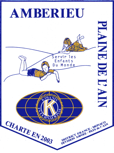 AMBERIEU
PLAINE DE L'AIN
Servir les
Enfants
du Monde
K
CHARTE EN 2003